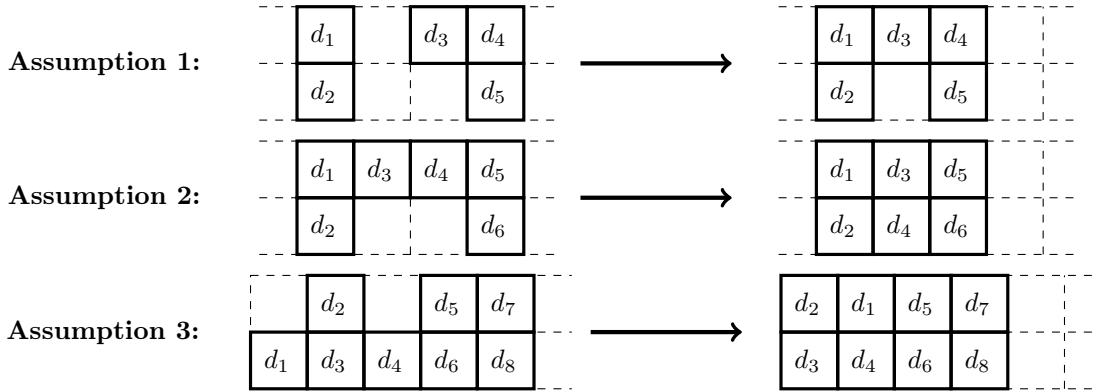 d₁ d₃ d₄ d₁ d₃ d₄
Assumption 1:
d₂ d₅ d₂ d₅
d₁ d₃ d₄ d₅ d₁ d₃ d₅
Assumption 2:
d₂ d₆ d₂ d₄ d₆
d₂ d₅ d₇ d₂ d₁ d₅ d₇
Assumption 3:
d₁ d₃ d₄ d₆ d₈ d₃ d₄ d₆ d₈